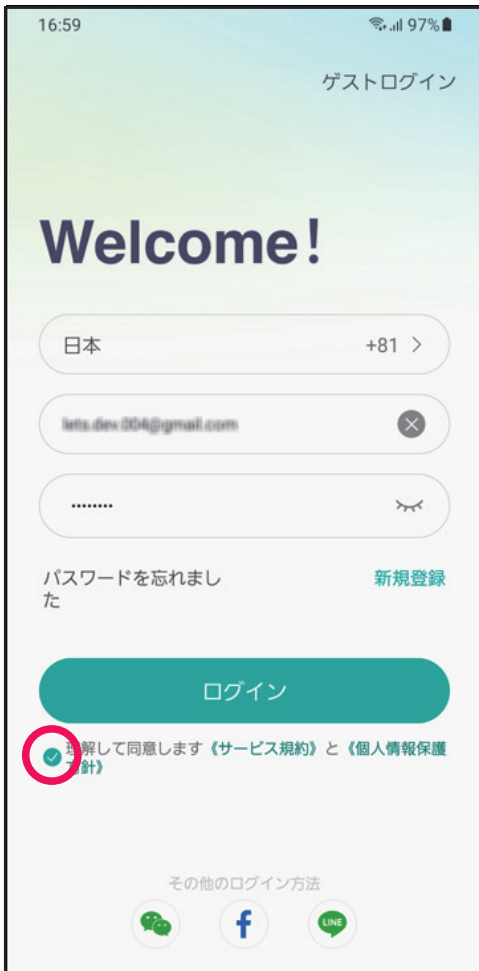 16:59
97%
ゲストログイン
Welcome!
日本
+81
••••••••
パスワードを忘れまし
た
新規登録
ログイン
理解して同意します《サービス規約》と《個人情報保護
方針》
その他のログイン方法
LINE